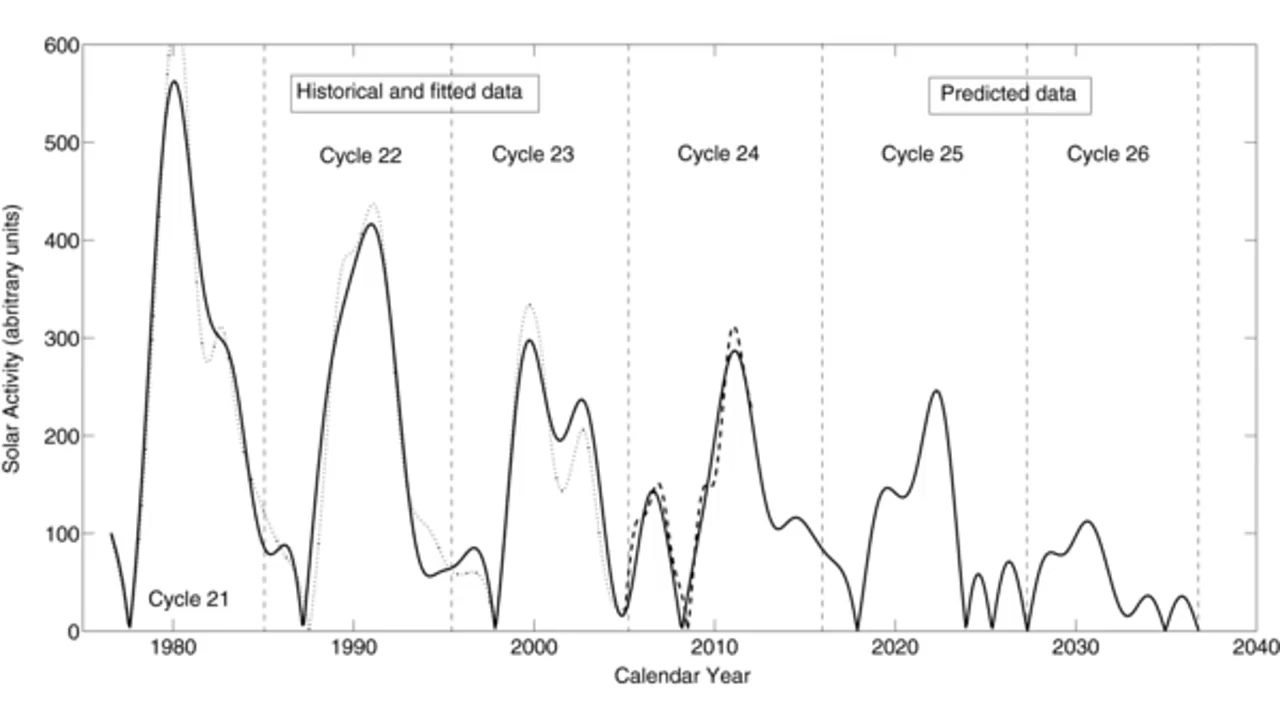 600
Historical and fitted data
Predicted data
500
Cycle 22
Cycle 23
Cycle 24
Cycle 25
Cycle 26
400
300
200
100
Cycle 21
0
Solar Activity (abritrary units)
1980
1990
2000
2010
2020
2030
2040
Calendar Year